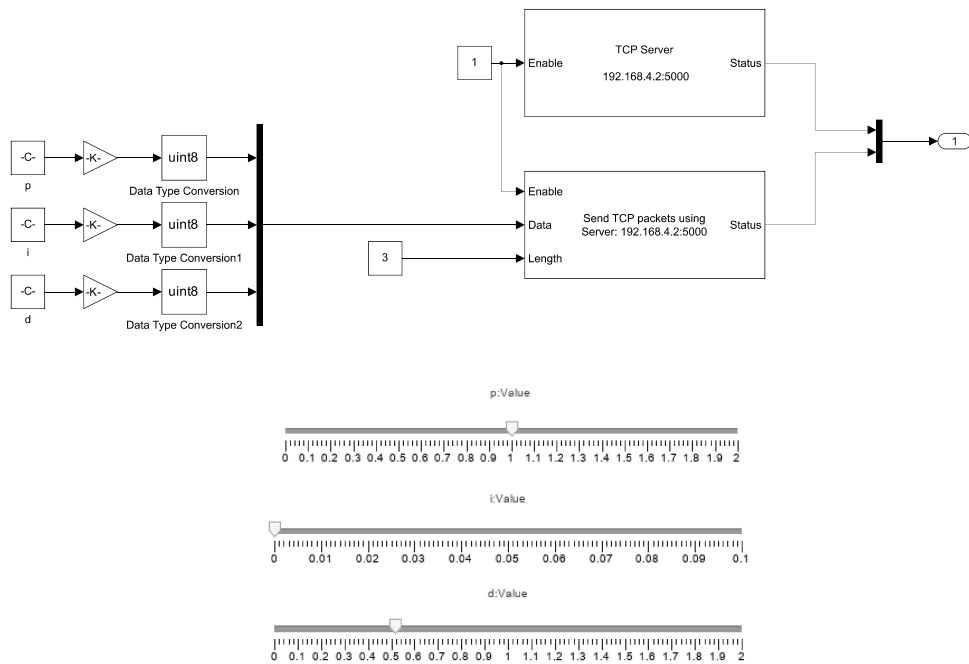 TCP Server
1
Enable
Status
192.168.4.2:5000
-C-
-K-
uint8
p
Data Type Conversion
1
Enable
-C-
-K-
uint8
Data
Send TCP packets using
Server: 192.168.4.2:5000
Status
i
Data Type Conversion1
3
Length
-C-
-K-
uint8
d
Data Type Conversion2
p:Value
0 0.1 0.2 0.3 0.4 0.5 0.6 0.7 0.8 0.9 1 1.1 1.2 1.3 1.4 1.5 1.6 1.7 1.8 1.9 2
i:Value
0 0.01 0.02 0.03 0.04 0.05 0.06 0.07 0.08 0.09 0.1
d:Value
0 0.1 0.2 0.3 0.4 0.5 0.6 0.7 0.8 0.9 1 1.1 1.2 1.3 1.4 1.5 1.6 1.7 1.8 1.9 2